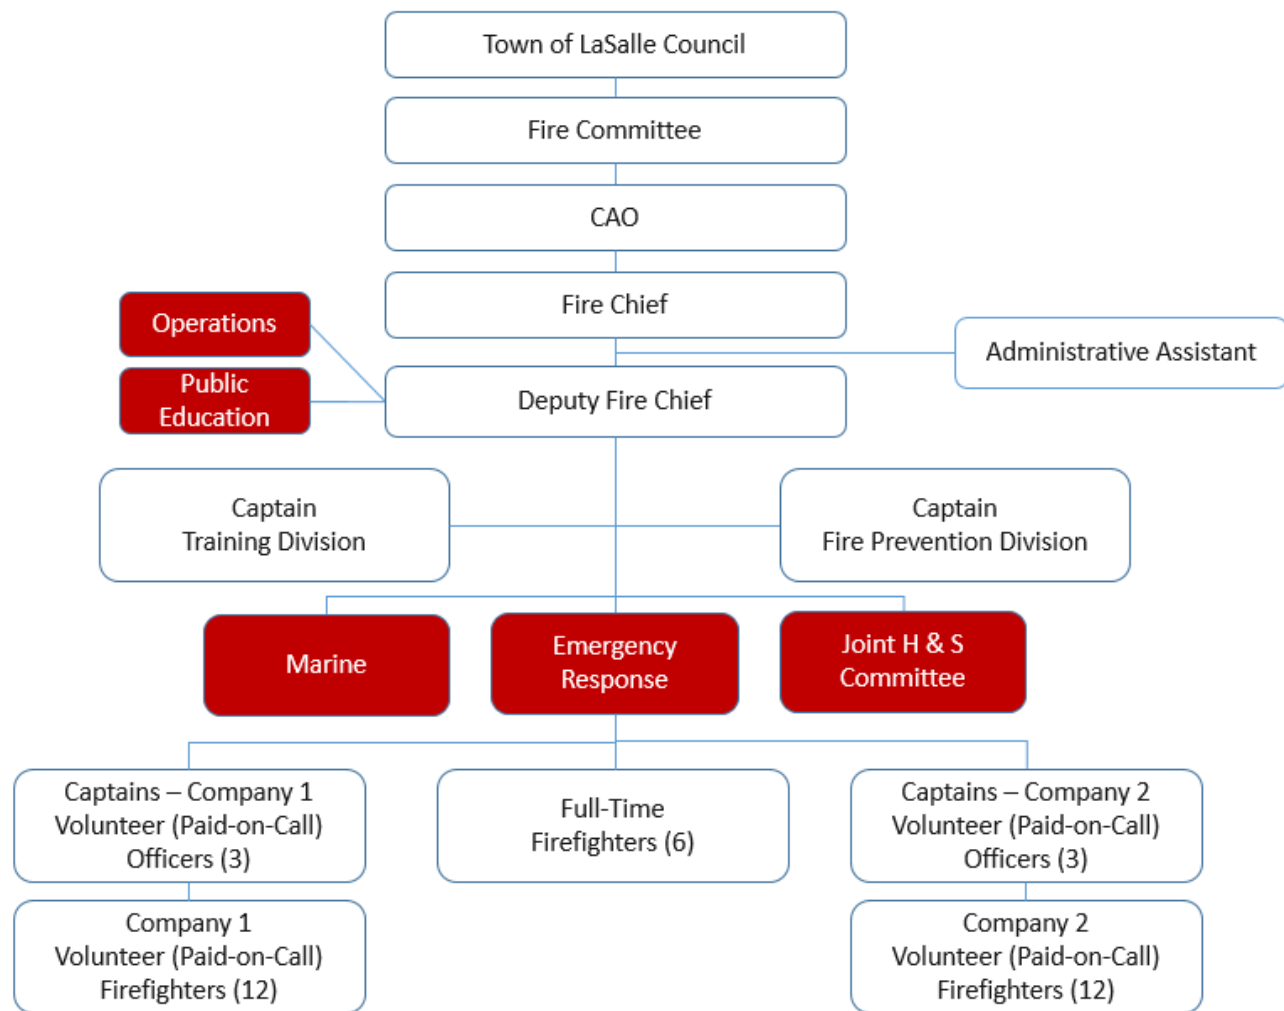 Town of LaSalle Council
Fire Committee
CAO
Fire Chief
Operations
Administrative Assistant
Public
Education
Deputy Fire Chief
Captain
Training Division
Captain
Fire Prevention Division
Marine
Emergency
Response
Joint H & S
Committee
Captains – Company 1
Volunteer (Paid-on-Call)
Officers (3)
Full-Time
Firefighters (6)
Captains – Company 2
Volunteer (Paid-on-Call)
Officers (3)
Company 1
Volunteer (Paid-on-Call)
Firefighters (12)
Company 2
Volunteer (Paid-on-Call)
Firefighters (12)